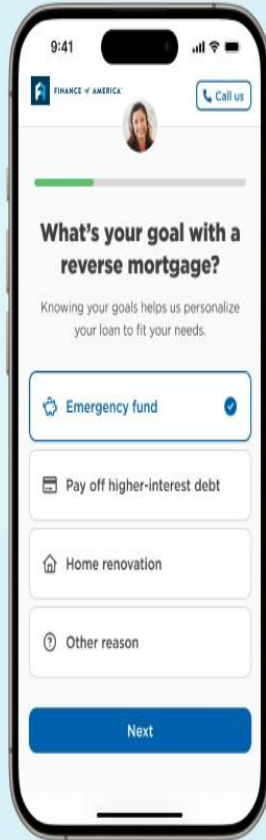 9:41
FINANCE of AMERICA
Call us
What's your goal with a
reverse mortgage?
Knowing your goals helps us personalize
your loan to fit your needs.
Emergency fund
Pay off higher-interest debt
Home renovation
Other reason
Next